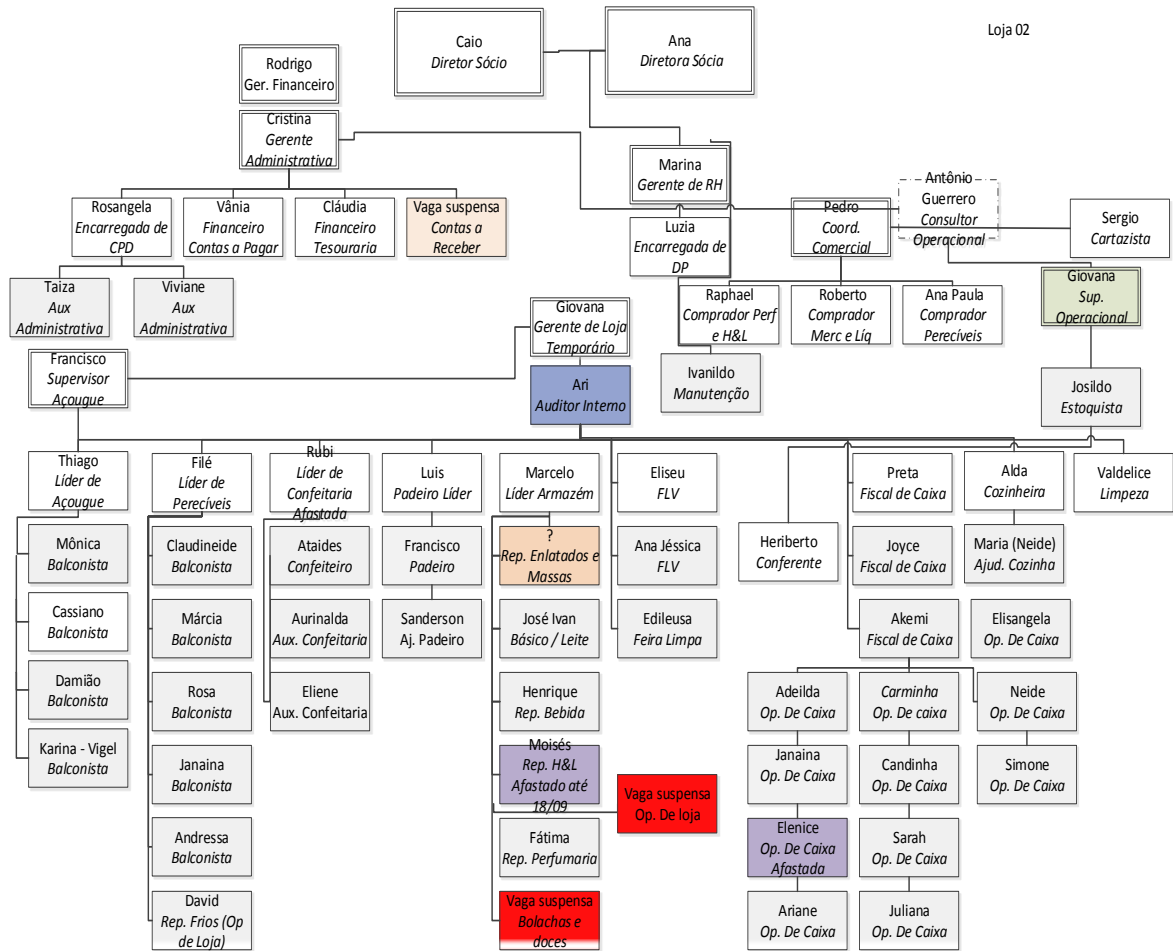 Loja 02
Caio
Diretor Sócio
Ana
Diretora Sócia
Rodrigo
Ger. Financeiro
Cristina
Gerente
Administrativa
Marina
Gerente de RH
Antônio
Guerrero
Consultor
Operacional
Rosangela
Encarregada de
CPD
Vânia
Financeiro
Contas a Pagar
Cláudia
Financeiro
Tesouraria
Vaga suspensa
Contas a
Receber
Luzia
Encarregada de
DP
Pedro
Coord.
Comercial
Sergio
Cartazista
Taiza
Aux
Administrativa
Viviane
Aux
Administrativa
Raphael
Comprador Perf
e H&L
Roberto
Comprador
Merc e Líq
Ana Paula
Comprador
Perecíveis
Giovana
Sup.
Operacional
Giovana
Gerente de Loja
Temporário
Francisco
Supervisor
Açougue
Ari
Auditor Interno
Ivanildo
Manutenção
Josildo
Estoquista
Thiago
Líder de
Açougue
Filé
Líder de
Perecíveis
Rubi
Líder de
Confeitaria
Afastada
Luis
Padeiro Líder
Marcelo
Líder Armazém
Eliseu
FLV
Preta
Fiscal de Caixa
Alda
Cozinheira
Valdelice
Limpeza
Mônica
Balconista
Claudineide
Balconista
Ataides
Confeiteiro
Francisco
Padeiro
?
Rep. Enlatados e
Massas
Ana Jéssica
FLV
Heriberto
Conferente
Joyce
Fiscal de Caixa
Maria (Neide)
Ajud. Cozinha
Cassiano
Balconista
Márcia
Balconista
Aurinalda
Aux. Confeitaria
Sanderson
Aj. Padeiro
José Ivan
Básico / Leite
Edileusa
Feira Limpa
Akemi
Fiscal de Caixa
Elisangela
Op. De Caixa
Damião
Balconista
Rosa
Balconista
Eliene
Aux. Confeitaria
Henrique
Rep. Bebida
Adeilda
Op. De Caixa
Carminha
Op. De caixa
Neide
Op. De Caixa
Karina - Vigel
Balconista
Janaina
Balconista
Moisés
Rep. H&L
Afastado até
18/09
Vaga suspensa
Op. De loja
Janaina
Op. De Caixa
Candinha
Op. De Caixa
Simone
Op. De Caixa
Andressa
Balconista
Fátima
Rep. Perfumaria
Elenice
Op. De Caixa
Afastada
Sarah
Op. De Caixa
David
Rep. Frios (Op
de Loja)
Vaga suspensa
Bolachas e
doces
Ariane
Op. De Caixa
Juliana
Op. De Caixa